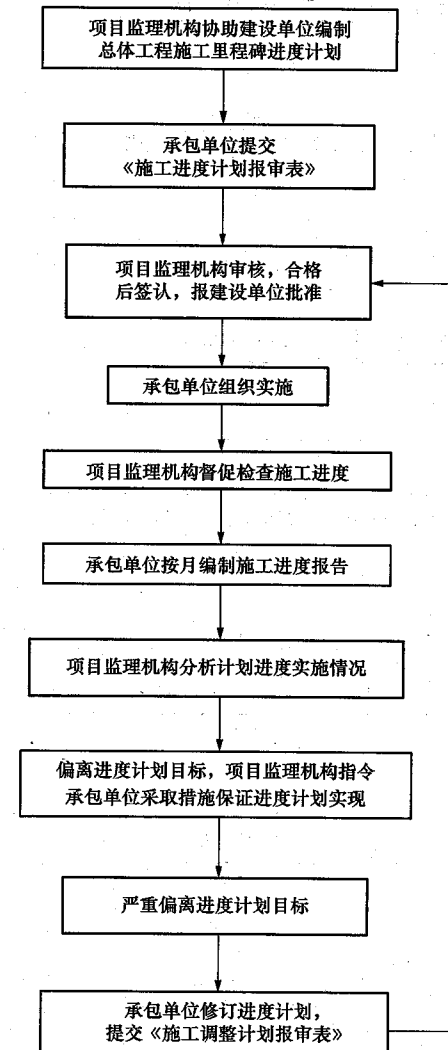 项目监理机构协助建设单位编制
总体工程施工里程碑进度计划
承包单位提交
《施工进度计划报审表》
项目监理机构审核，合格
后签认，报建设单位批准
承包单位组织实施
项目监理机构督促检查施工进度
承包单位按月编制施工进度报告
项目监理机构分析计划进度实施情况
偏离进度计划目标，项目监理机构指令
承包单位采取措施保证进度计划实现
严重偏离进度计划目标
承包单位修订进度计划，
提交《施工调整计划报审表》